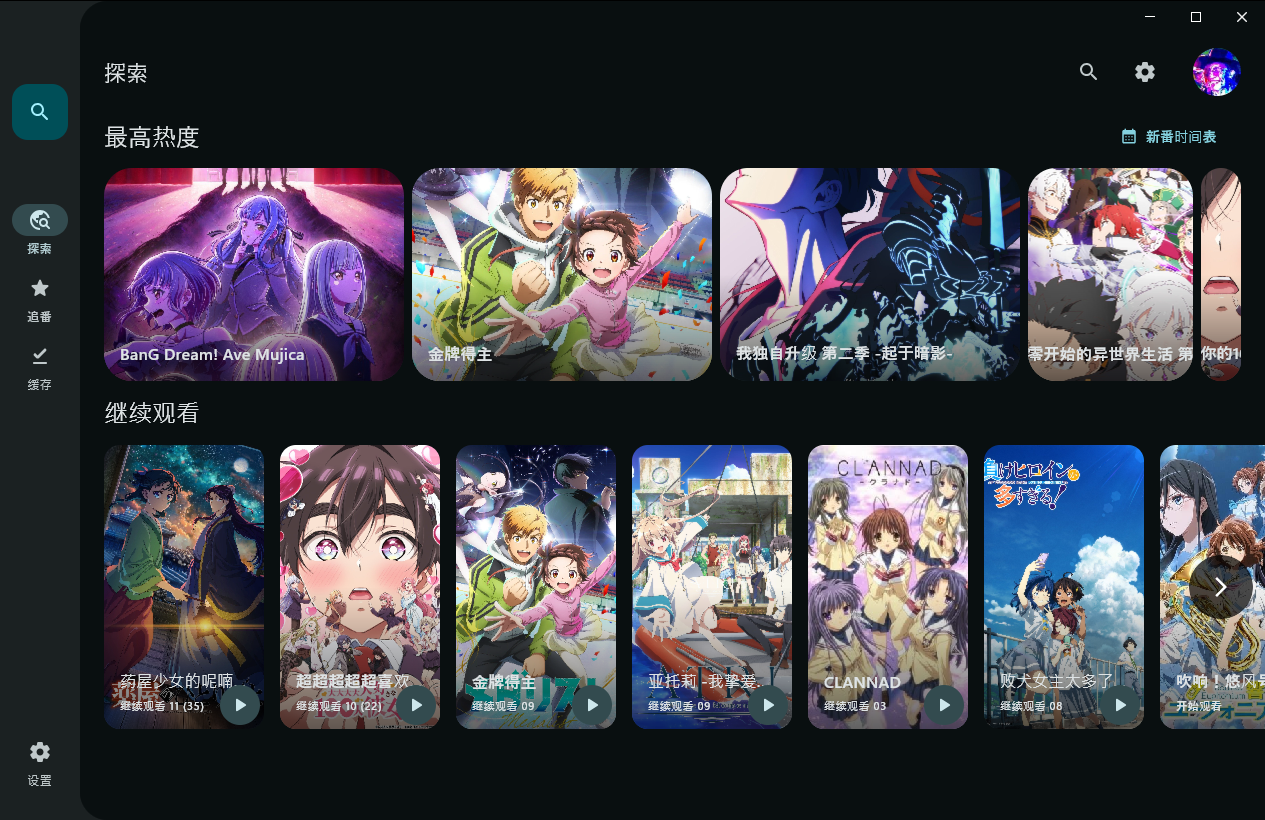 探索
最高热度
新番时间表
探索
追番
缓存
设置
BanG Dream! Ave Mujica
金牌得主
我独自升级 第二季 -起于暗影-
零开始的异世界生活 第
你的10
继续观看
药屋少女的呢喃
继续观看 11 (35)
超超超超超喜欢
继续观看 10 (22)
金牌得主
继续观看 09
亚托莉 -我挚爱.
继续观看 09
CLANNAD
-クラナド-
CLANNAD
继续观看 03
負けヒロインが
多すぎる!
败犬女主太多了
继续观看 08
吹响！悠风号
开始观看